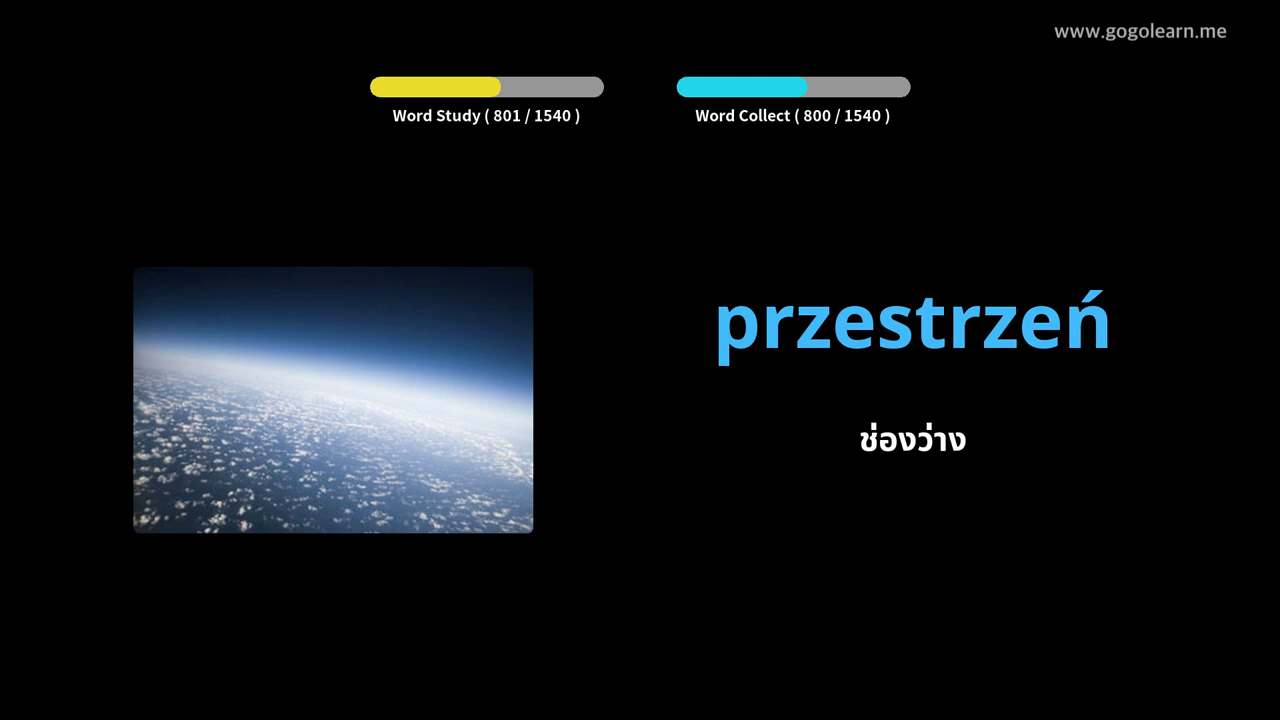 www.gogolearn.me
Word Study ( 801 / 1540 )
Word Collect ( 800 / 1540 )
przestrzeń
ช่องว่าง